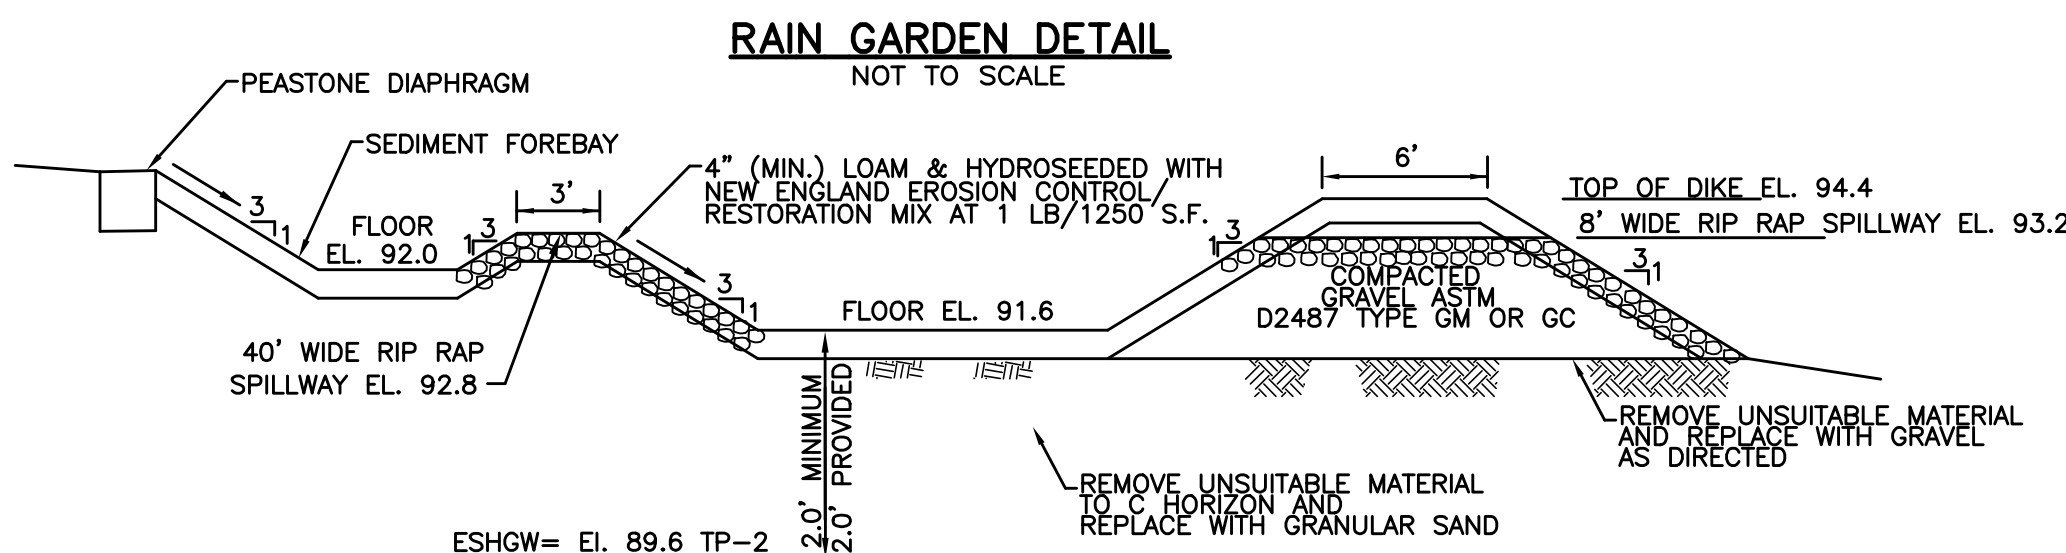 RAIN GARDEN DETAIL
NOT TO SCALE
PEASTONE DIAPHRAGM
SEDIMENT FOREBAY
4" (MIN.) LOAM & HYDROSEEDED WITH
NEW ENGLAND EROSION CONTROL/
RESTORATION MIX AT 1 LB/1250 S.F.
6'
TOP OF DIKE EL. 94.4
8' WIDE RIP RAP SPILLWAY EL. 93.2
3'
3
1
FLOOR
EL. 92.0
3
1
3
1
3
1
3
1
COMPACTED
GRAVEL ASTM
D2487 TYPE GM OR GC
FLOOR EL. 91.6
40' WIDE RIP RAP
SPILLWAY EL. 92.8
2.0' MINIMUM
2.0' PROVIDED
REMOVE UNSUITABLE MATERIAL
AND REPLACE WITH GRAVEL
AS DIRECTED
REMOVE UNSUITABLE MATERIAL
TO C HORIZON AND
REPLACE WITH GRANULAR SAND
ESHGW= El. 89.6 TP-2